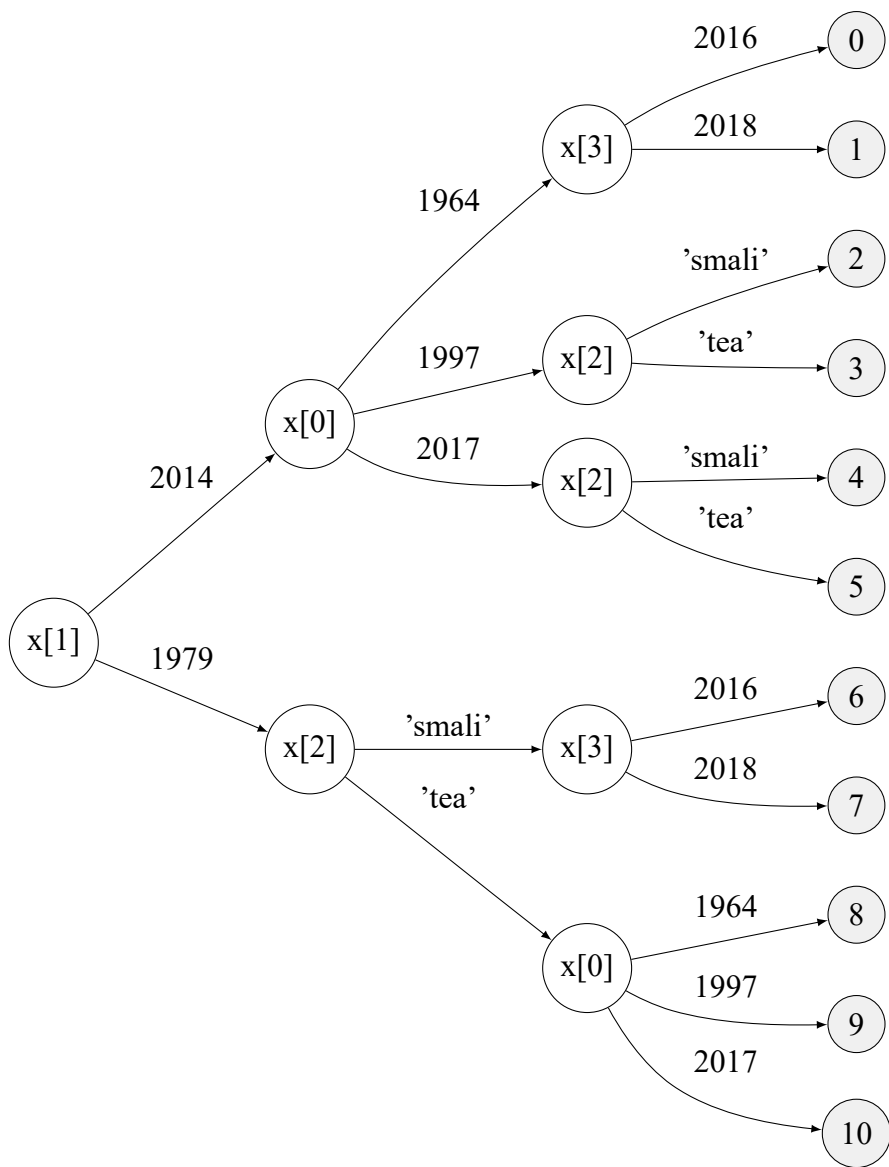 2016
0
x[3]
2018
1
1964
’smali’
2
1997
x[2]
’tea’
3
x[0]
2017
x[2]
’smali’
4
2014
’tea’
5
x[1]
1979
2016
6
x[2]
’smali’
x[3]
2018
7
’tea’
1964
8
x[0]
1997
9
2017
10